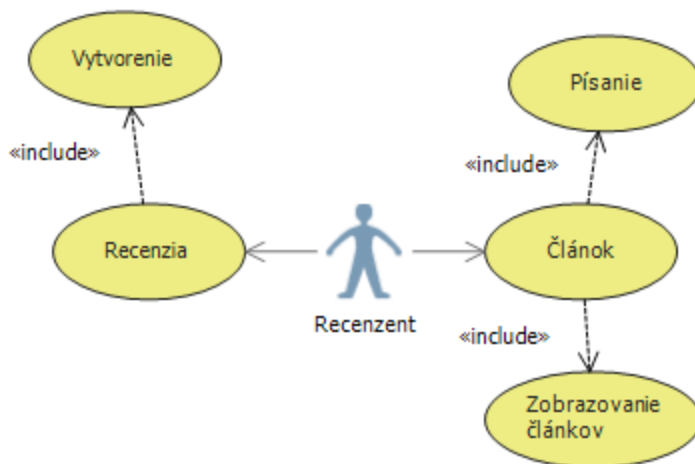 Vytvorenie
Písanie
«include»
«include»
Recenzia
Článok
Recenzent
«include»
Zobrazovanie
článkov